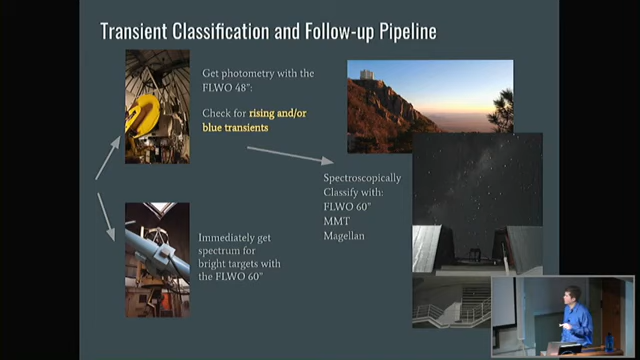 Transient Classification and Follow-up Pipeline
Get photometry with the
FLWO 48":
Check for rising and/or
blue transients
Spectroscopically
Classify with:
FLWO 60"
MMT
Magellan
Immediately get
spectrum for
bright targets with
the FLWO 60"